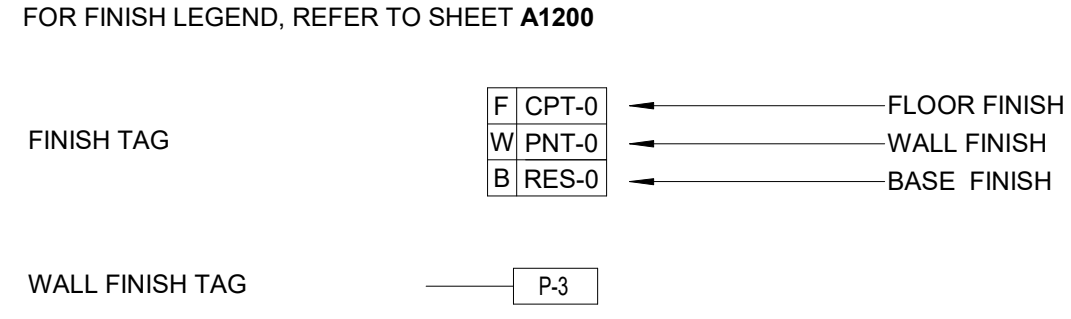 FOR FINISH LEGEND, REFER TO SHEET A1200
F CPT-0 FLOOR FINISH
FINISH TAG W PNT-0 WALL FINISH
B RES-0 BASE FINISH
WALL FINISH TAG P-3